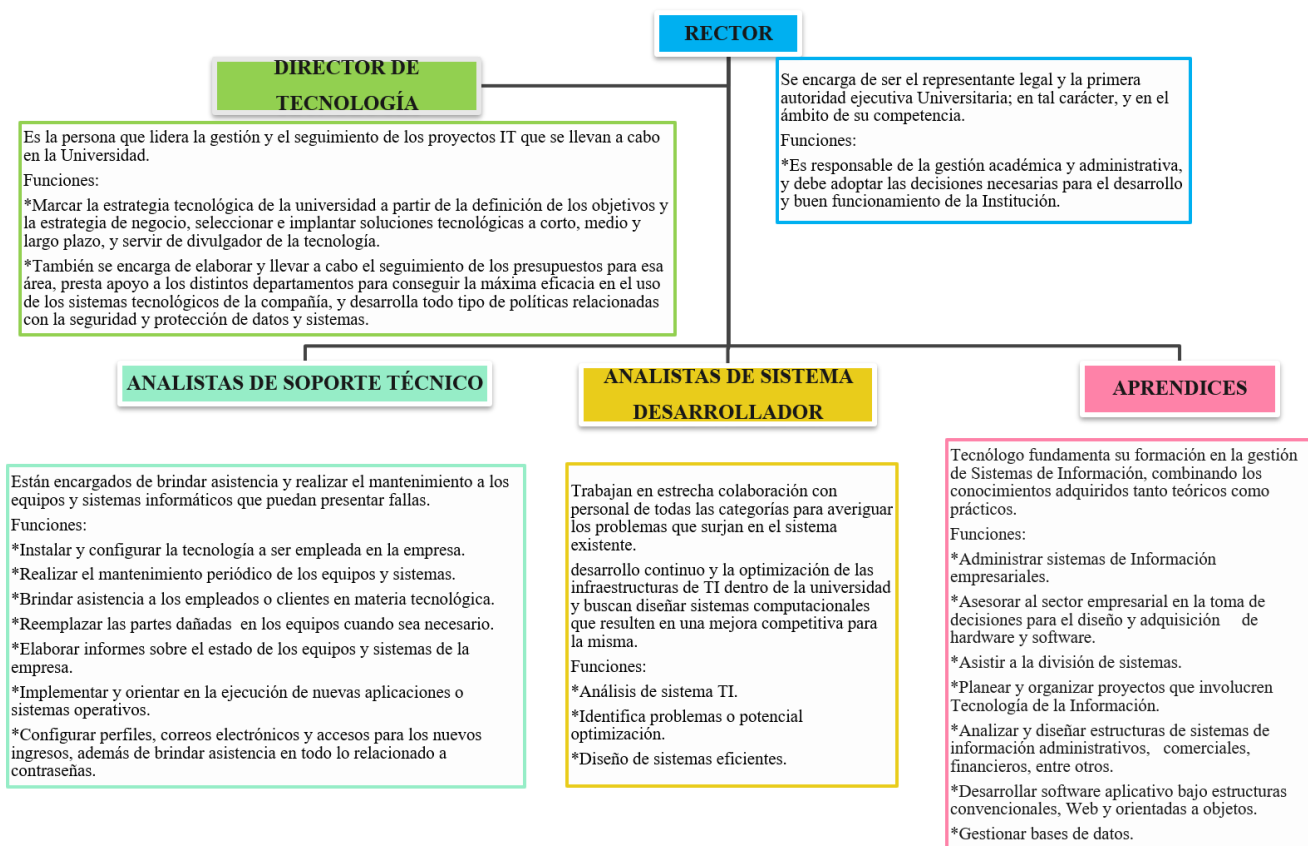 RECTOR
Se encarga de ser el representante legal y la primera
autoridad ejecutiva Universitaria; en tal carácter, y en el
ámbito de su competencia.
Funciones:
*Es responsable de la gestión académica y administrativa,
y debe adoptar las decisiones necesarias para el desarrollo
y buen funcionamiento de la Institución.
DIRECTOR DE
TECNOLOGÍA
Es la persona que lidera la gestión y el seguimiento de los proyectos IT que se llevan a cabo
en la Universidad.
Funciones:
*Marcar la estrategia tecnológica de la universidad a partir de la definición de los objetivos y
la estrategia de negocio, seleccionar e implantar soluciones tecnológicas a corto, medio y
largo plazo, y servir de divulgador de la tecnología.
*También se encarga de elaborar y llevar a cabo el seguimiento de los presupuestos para esa
área, presta apoyo a los distintos departamentos para conseguir la máxima eficacia en el uso
de los sistemas tecnológicos de la compañía, y desarrolla todo tipo de políticas relacionadas
con la seguridad y protección de datos y sistemas.
ANALISTAS DE SOPORTE TÉCNICO
Están encargados de brindar asistencia y realizar el mantenimiento a los
equipos y sistemas informáticos que puedan presentar fallas.
Funciones:
*Instalar y configurar la tecnología a ser empleada en la empresa.
*Realizar el mantenimiento periódico de los equipos y sistemas.
*Brindar asistencia a los empleados o clientes en materia tecnológica.
*Reemplazar las partes dañadas en los equipos cuando sea necesario.
*Elaborar informes sobre el estado de los equipos y sistemas de la
empresa.
*Implementar y orientar en la ejecución de nuevas aplicaciones o
sistemas operativos.
*Configurar perfiles, correos electrónicos y accesos para los nuevos
ingresos, además de brindar asistencia en todo lo relacionado a
contraseñas.
ANALISTAS DE SISTEMA
DESARROLLADOR
Trabajan en estrecha colaboración con
personal de todas las categorías para averiguar
los problemas que surjan en el sistema
existente.
desarrollo continuo y la optimización de las
infraestructuras de TI dentro de la universidad
y buscan diseñar sistemas computacionales
que resulten en una mejora competitiva para
la misma.
Funciones:
*Análisis de sistema TI.
*Identifica problemas o potencial
optimización.
*Diseño de sistemas eficientes.
APRENDICES
Tecnólogo fundamenta su formación en la gestión
de Sistemas de Información, combinando los
conocimientos adquiridos tanto teóricos como
prácticos.
Funciones:
*Administrar sistemas de Información
empresariales.
*Asesorar al sector empresarial en la toma de
decisiones para el diseño y adquisición de
hardware y software.
*Asistir a la división de sistemas.
*Planear y organizar proyectos que involucren
Tecnología de la Información.
*Analizar y diseñar estructuras de sistemas de
información administrativos, comerciales,
financieros, entre otros.
*Desarrollar software aplicativo bajo estructuras
convencionales, Web y orientadas a objetos.
*Gestionar bases de datos.